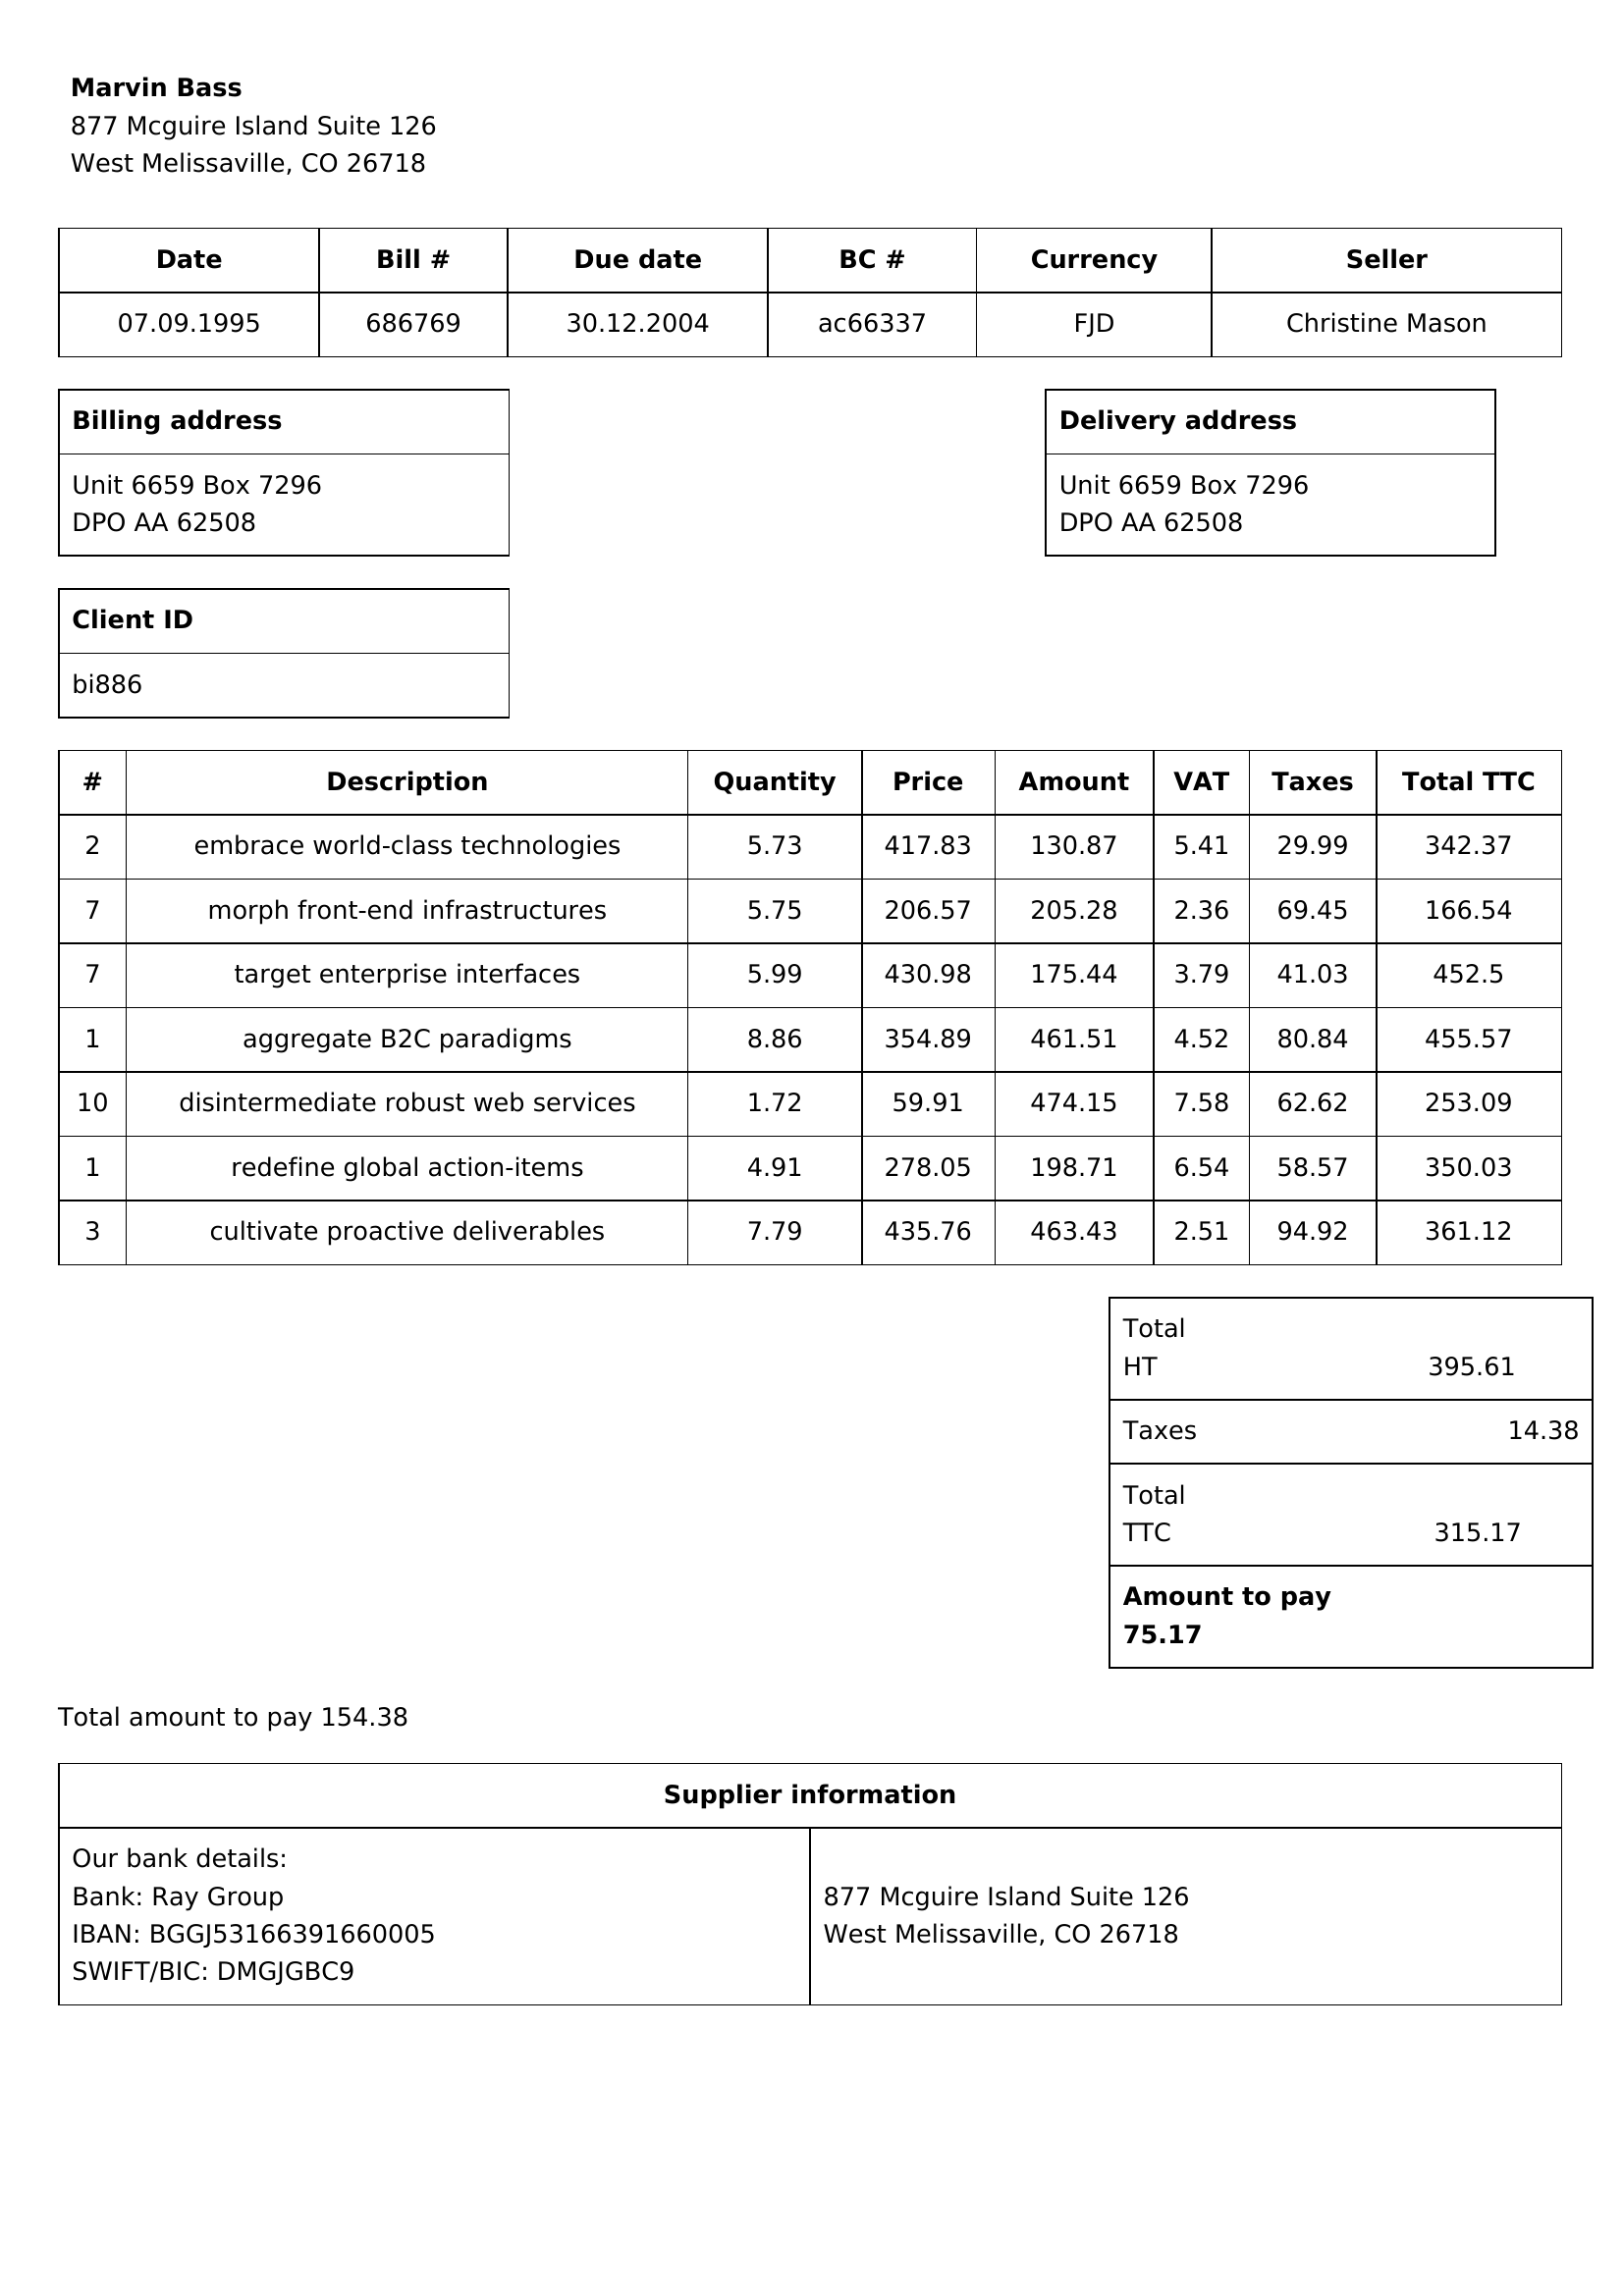 Marvin Bass
877 Mcguire Island Suite 126
West Melissaville, CO 26718
Date Bill # Due date BC # Currency Seller
07.09.1995 686769 30.12.2004 ac66337 FJD Christine Mason
Billing address
Unit 6659 Box 7296
DPO AA 62508
Delivery address
Unit 6659 Box 7296
DPO AA 62508
Client ID
bi886
# Description Quantity Price Amount VAT Taxes Total TTC
2 embrace world-class technologies 5.73 417.83 130.87 5.41 29.99 342.37
7 morph front-end infrastructures 5.75 206.57 205.28 2.36 69.45 166.54
7 target enterprise interfaces 5.99 430.98 175.44 3.79 41.03 452.5
1 aggregate B2C paradigms 8.86 354.89 461.51 4.52 80.84 455.57
10 disintermediate robust web services 1.72 59.91 474.15 7.58 62.62 253.09
1 redefine global action-items 4.91 278.05 198.71 6.54 58.57 350.03
3 cultivate proactive deliverables 7.79 435.76 463.43 2.51 94.92 361.12
Total
HT 395.61
Taxes 14.38
Total
TTC 315.17
Amount to pay
75.17
Total amount to pay 154.38
Supplier information
Our bank details:
Bank: Ray Group
IBAN: BGGJ53166391660005
SWIFT/BIC: DMGJGBC9
877 Mcguire Island Suite 126
West Melissaville, CO 26718